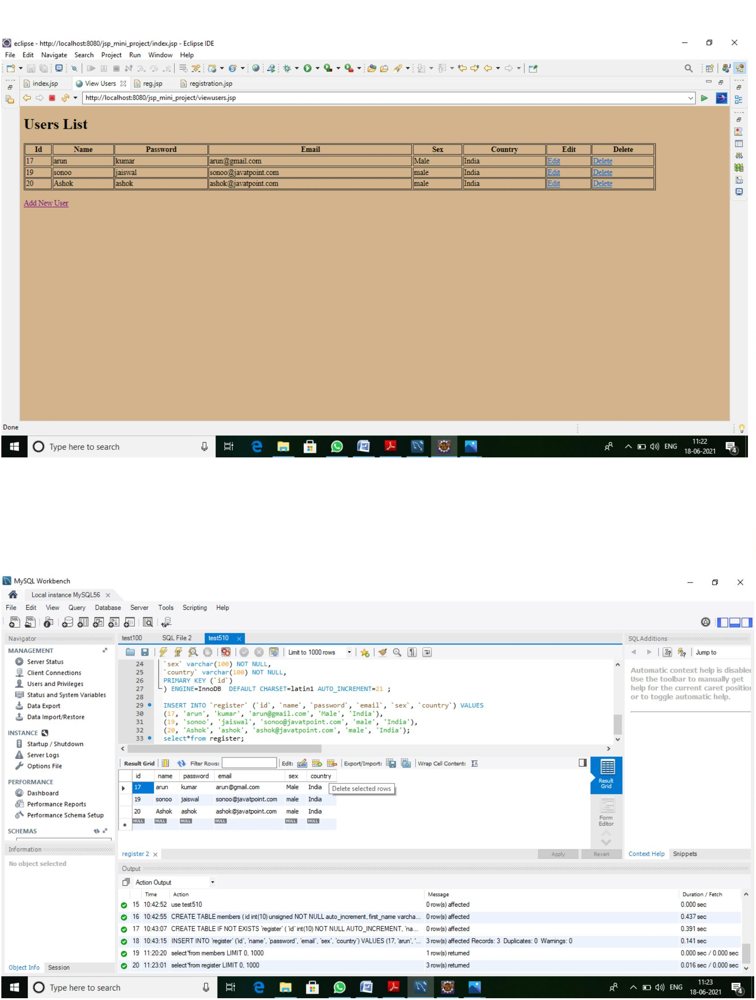 eclipse - http://localhost:8080/jsp_mini_project/index.jsp - Eclipse IDE
File Edit Navigate Search Project Run Window Help
index.jsp View Users reg.jsp registration.jsp
http://localhost:8080/jsp_mini_project/viewusers.jsp
Users List
Id Name Password Email Sex Country Edit Delete
17 arun kumar arun@gmail.com Male India Edit Delete
19 sonoo jaiswal sonoo@javatpoint.com male India Edit Delete
20 Ashok ashok ashok@javatpoint.com male India Edit Delete
Add New User
Done
Type here to search ENG 11:22
18-06-2021 4
MySQL Workbench
Local instance MySQL56
File Edit View Query Database Server Tools Scripting Help
Navigator
MANAGEMENT
Server Status
Client Connections
Users and Privileges
Status and System Variables
Data Export
Data Import/Restore
INSTANCE
Startup / Shutdown
Server Logs
Options File
PERFORMANCE
Dashboard
Performance Reports
Performance Schema Setup
SCHEMAS
Information
No object selected
Object Info Session
test100 SQL File 2 test510
Limit to 1000 rows
24 `sex` varchar(100) NOT NULL,
25 `country` varchar(100) NOT NULL,
26 PRIMARY KEY (`id`)
27 ) ENGINE=InnoDB DEFAULT CHARSET=latin1 AUTO_INCREMENT=21 ;
28
29 INSERT INTO `register` (`id`, `name`, `password`, `email`, `sex`, `country`) VALUES
30 (17, 'arun', 'kumar', 'arun@gmail.com', 'Male', 'India'),
31 (19, 'sonoo', 'jaiswal', 'sonoo@javatpoint.com', 'male', 'India'),
32 (20, 'Ashok', 'ashok', 'ashok@javatpoint.com', 'male', 'India');
33 select*from register;
Result Grid Filter Rows: Edit: Export/Import: Wrap Cell Content:
id name password email sex country
17 arun kumar arun@gmail.com Male India
Delete selected rows
19 sonoo jaiswal sonoo@javatpoint.com male India
20 Ashok ashok ashok@javatpoint.com male India
NULL NULL NULL NULL NULL NULL
Result
Grid
Form
Editor
register 2 Apply Revert
SQLAdditions
Jump to
Automatic context help is disable
Use the toolbar to manually get
help for the current caret position
or to toggle automatic help.
Context Help Snippets
Output
Action Output
Time Action Message Duration / Fetch
15 10:42:52 use test510 0 row(s) affected 0.000 sec
16 10:42:55 CREATE TABLE members ( id int(10) unsigned NOT NULL auto_increment, first_name varcha... 0 row(s) affected 0.437 sec
17 10:43:07 CREATE TABLE IF NOT EXISTS `register` ( `id` int(10) NOT NULL AUTO_INCREMENT, `na... 0 row(s) affected 0.391 sec
18 10:43:15 INSERT INTO `register` (`id`, `name`, `password`, `email`, `sex`, `country`) VALUES (17, 'arun', '... 3 row(s) affected Records: 3 Duplicates: 0 Warnings: 0 0.141 sec
19 11:20:20 select*from members LIMIT 0, 1000 1 row(s) returned 0.000 sec / 0.000 sec
20 11:23:01 select*from register LIMIT 0, 1000 3 row(s) returned 0.016 sec / 0.000 sec
Type here to search ENG 11:23
18-06-2021 4